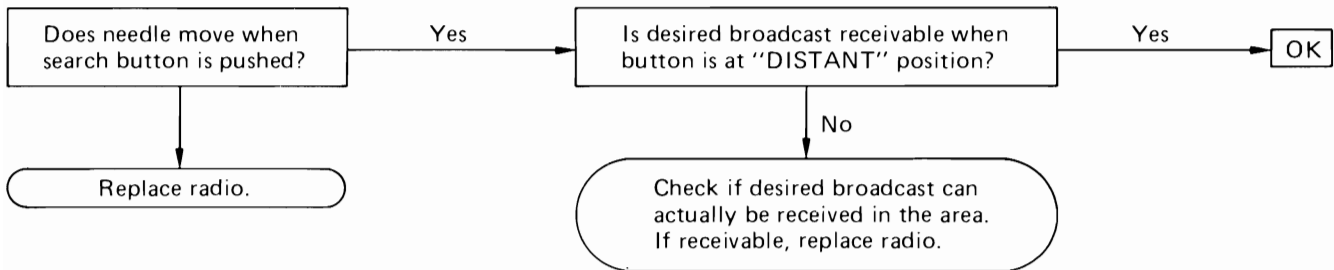 Does needle move when
search button is pushed?
Yes
Is desired broadcast receivable when
button is at "DISTANT" position?
Yes
OK
No
Replace radio.
Check if desired broadcast can
actually be received in the area.
If receivable, replace radio.